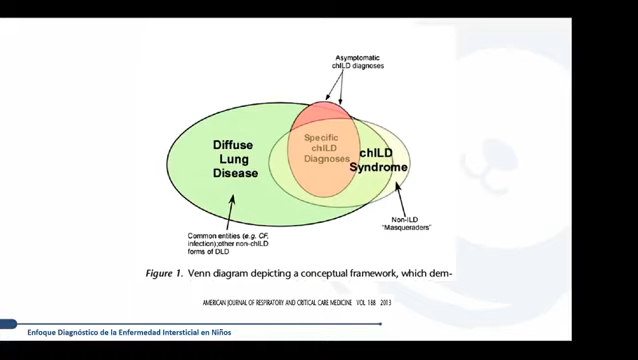 Asymptomatic
chILD diagnoses
Specific
chILD
Diagnoses
Diffuse
Lung
Disease
chILD
Syndrome
Non-ILD
"Masqueraders"
Common entities (e.g. CF,
infection);other non-chILD
forms of DLD
Figure 1. Venn diagram depicting a conceptual framework, which dem-
AMERICAN JOURNAL OF RESPIRATORY AND CRITICAL CARE MEDICINE VOL 188 2013
Enfoque Diagnóstico de la Enfermedad Intersticial en Niños